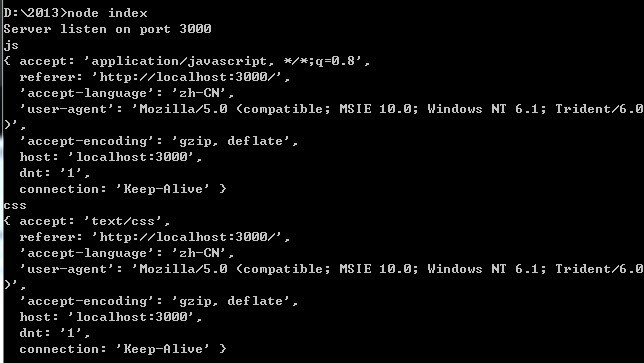 D:\2013>node index
Server listen on port 3000
js
{ accept: 'application/javascript, */*;q=0.8',
  referer: 'http://localhost:3000/',
  'accept-language': 'zh-CN',
  'user-agent': 'Mozilla/5.0 (compatible; MSIE 10.0; Windows NT 6.1; Trident/6.0
)',
  'accept-encoding': 'gzip, deflate',
  host: 'localhost:3000',
  dnt: '1',
  connection: 'Keep-Alive' }
css
{ accept: 'text/css',
  referer: 'http://localhost:3000/',
  'accept-language': 'zh-CN',
  'user-agent': 'Mozilla/5.0 (compatible; MSIE 10.0; Windows NT 6.1; Trident/6.0
)',
  'accept-encoding': 'gzip, deflate',
  host: 'localhost:3000',
  dnt: '1',
  connection: 'Keep-Alive' }